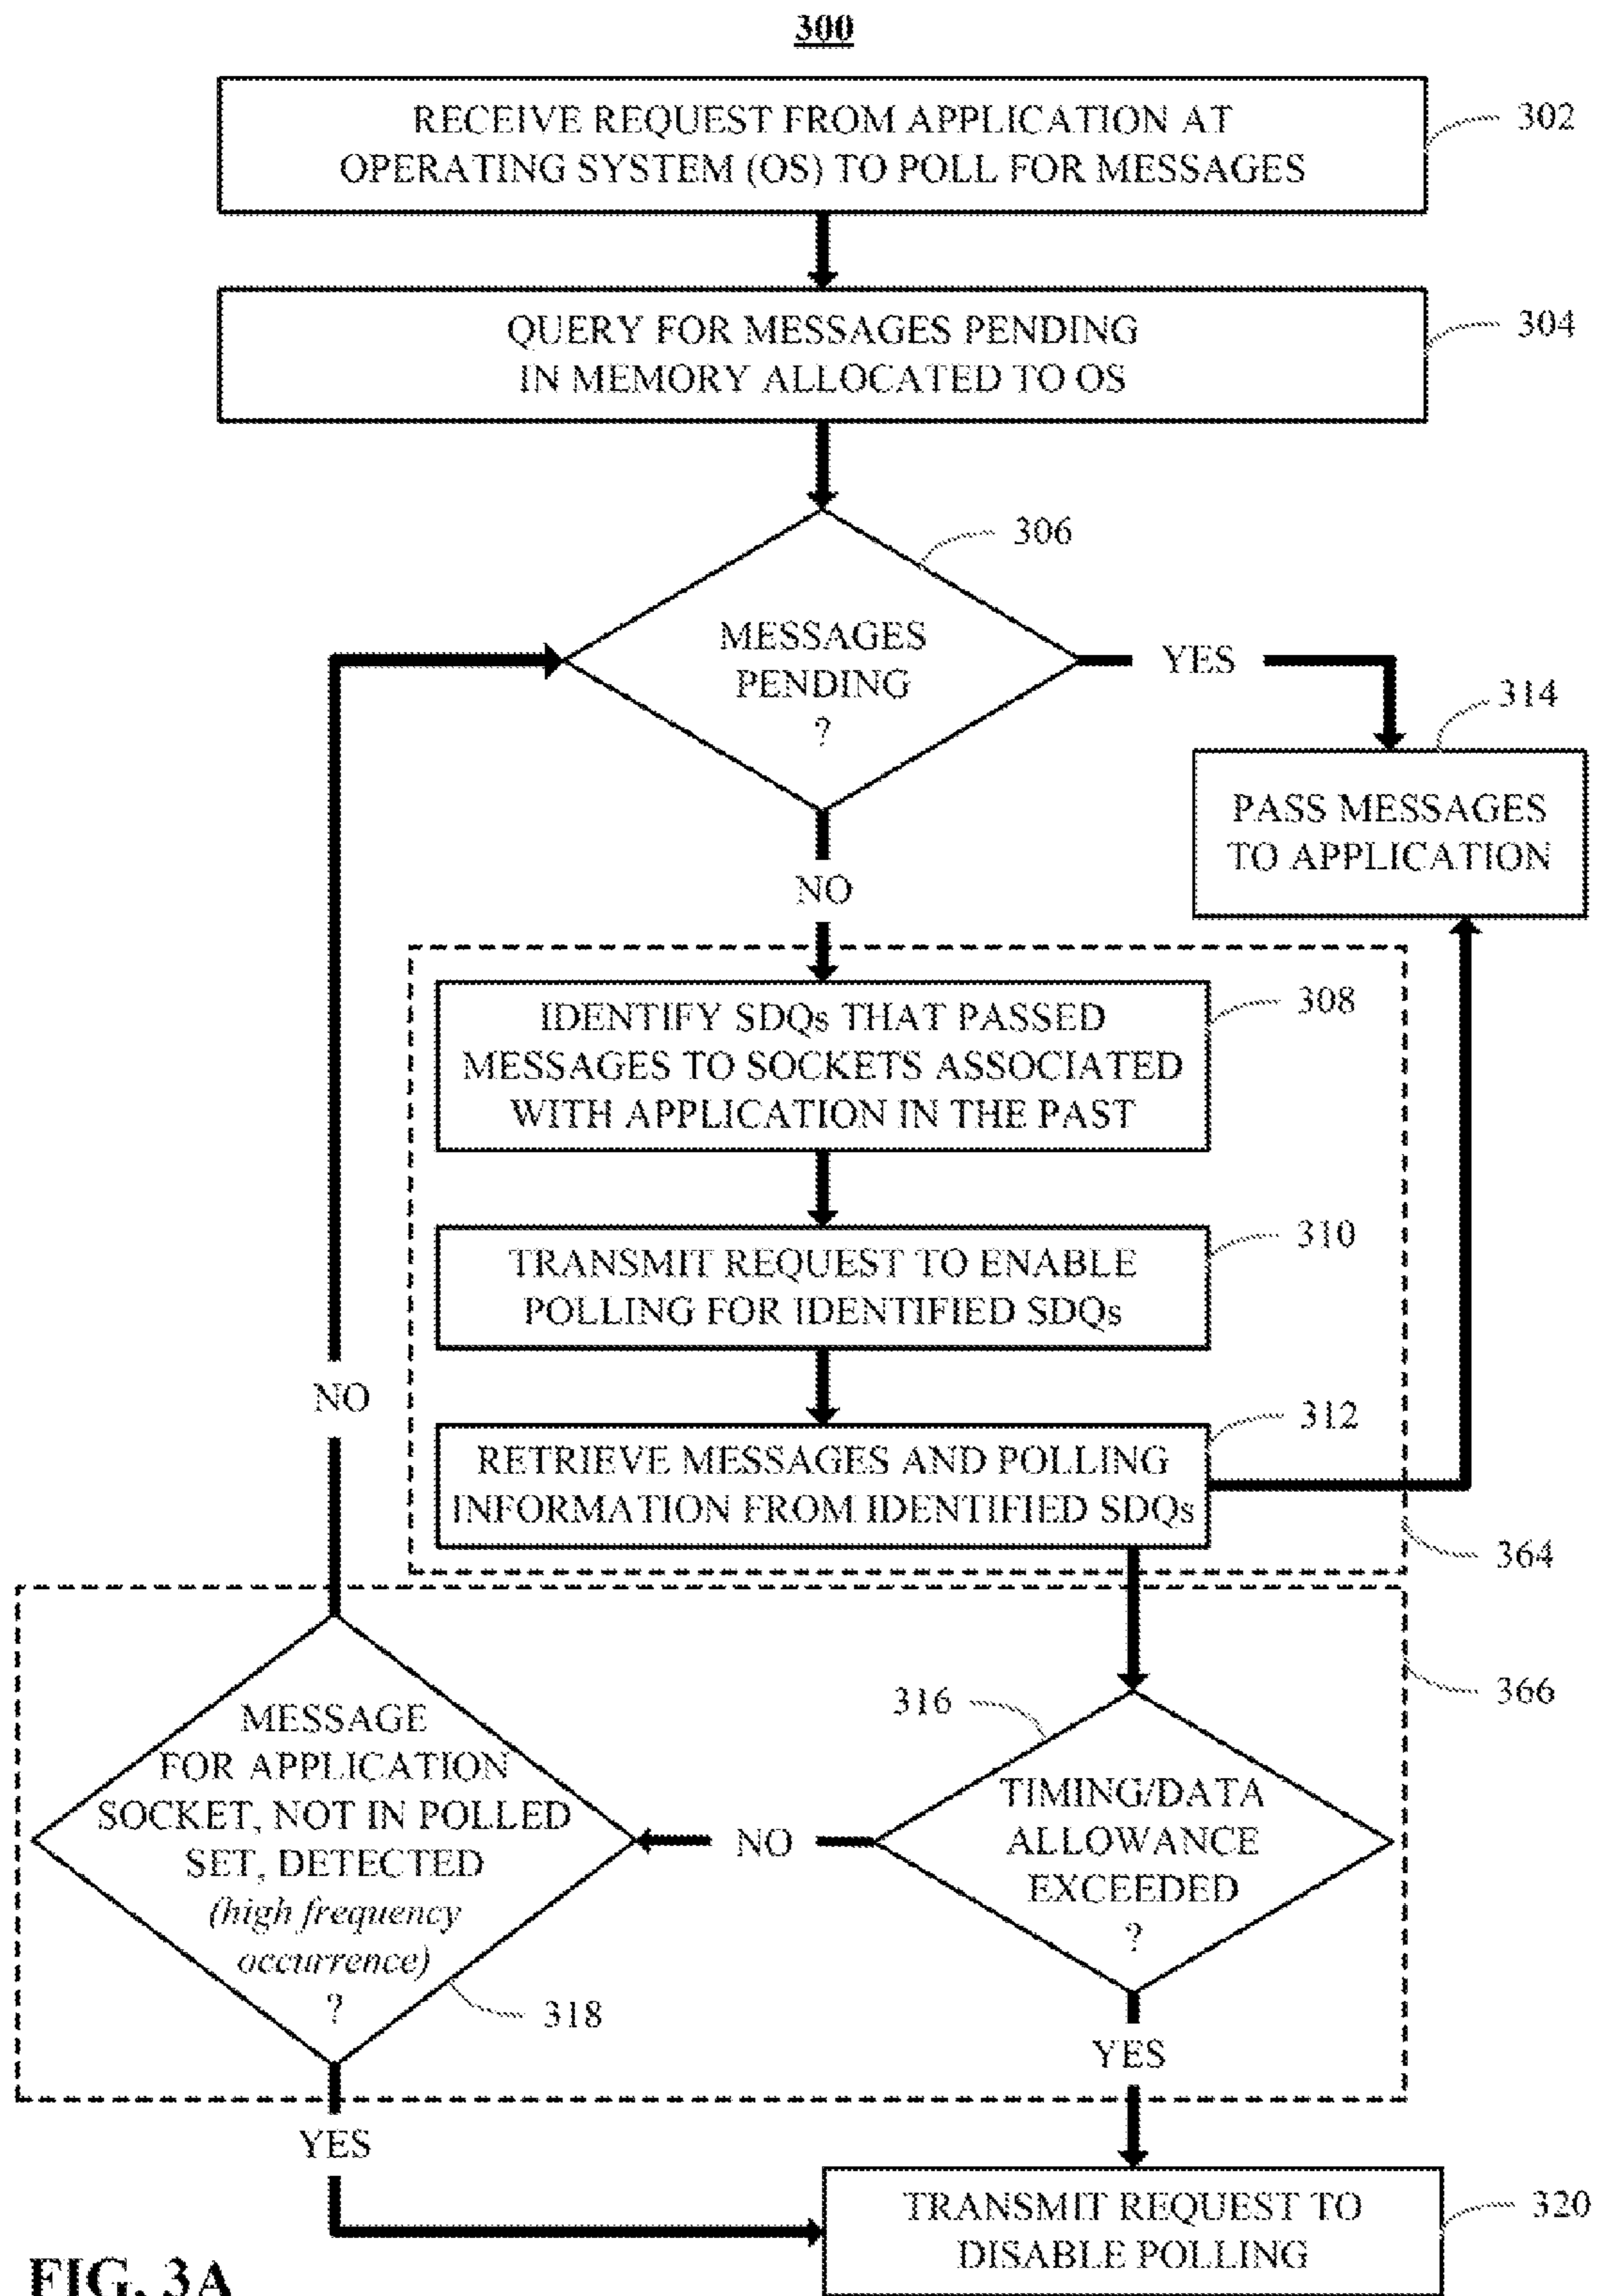 300
RECEIVE REQUEST FROM APPLICATION AT
OPERATING SYSTEM (OS) TO POLL FOR MESSAGES
302
QUERY FOR MESSAGES PENDING
IN MEMORY ALLOCATED TO OS
304
306
MESSAGES
PENDING
?
YES
314
PASS MESSAGES
TO APPLICATION
NO
IDENTIFY SDQs THAT PASSED
MESSAGES TO SOCKETS ASSOCIATED
WITH APPLICATION IN THE PAST
308
TRANSMIT REQUEST TO ENABLE
POLLING FOR IDENTIFIED SDQs
310
NO
RETRIEVE MESSAGES AND POLLING
INFORMATION FROM IDENTIFIED SDQs
312
364
366
316
TIMING/DATA
ALLOWANCE
EXCEEDED
?
NO
MESSAGE
FOR APPLICATION
SOCKET, NOT IN POLLED
SET, DETECTED
(high frequency
occurrence)
?
318
YES
YES
TRANSMIT REQUEST TO
DISABLE POLLING
320
FIG. 3A